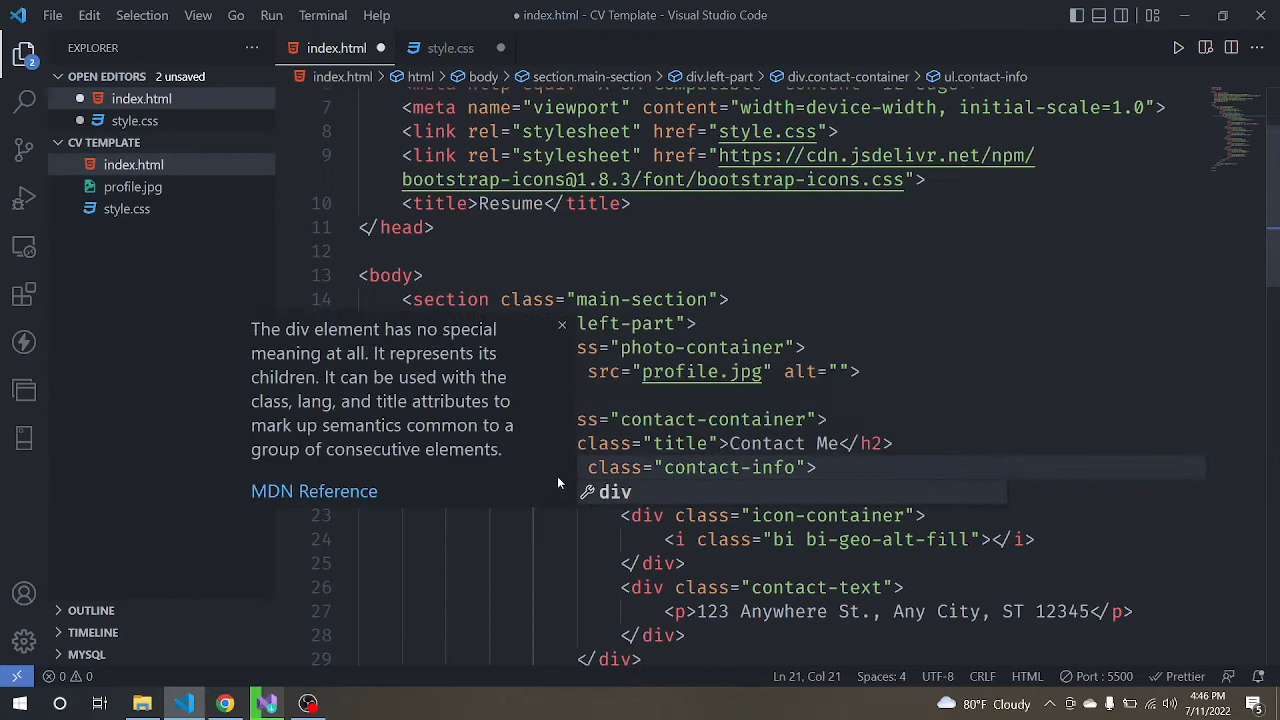 File Edit Selection View Go Run Terminal Help
● index.html - CV Template - Visual Studio Code
EXPLORER
index.html
style.css
OPEN EDITORS 2 unsaved
index.html
style.css
CV TEMPLATE
index.html
profile.jpg
style.css
OUTLINE
TIMELINE
MYSQL
2
index.html > html > body > section.main-section > div.left-part > div.contact-container > ul.contact-info
7 <meta name="viewport" content="width=device-width, initial-scale=1.0">
8 <link rel="stylesheet" href="style.css">
9 <link rel="stylesheet" href="https://cdn.jsdelivr.net/npm/
bootstrap-icons@1.8.3/font/bootstrap-icons.css">
10 <title>Resume</title>
11 </head>
12
13 <body>
14 <section class="main-section">
left-part">
ss="photo-container">
src="profile.jpg" alt="">
ss="contact-container">
class="title">Contact Me</h2>
class="contact-info">
div
The div element has no special
meaning at all. It represents its
children. It can be used with the
class, lang, and title attributes to
mark up semantics common to a
group of consecutive elements.
MDN Reference
23 <div class="icon-container">
24 <i class="bi bi-geo-alt-fill"></i>
25 </div>
26 <div class="contact-text">
27 <p>123 Anywhere St., Any City, ST 12345</p>
28 </div>
29 </div>
0 0 Ln 21, Col 21 Spaces: 4 UTF-8 CRLF HTML Port : 5500 Prettier
88°F Cloudy 4:46 PM
7/11/2022
5